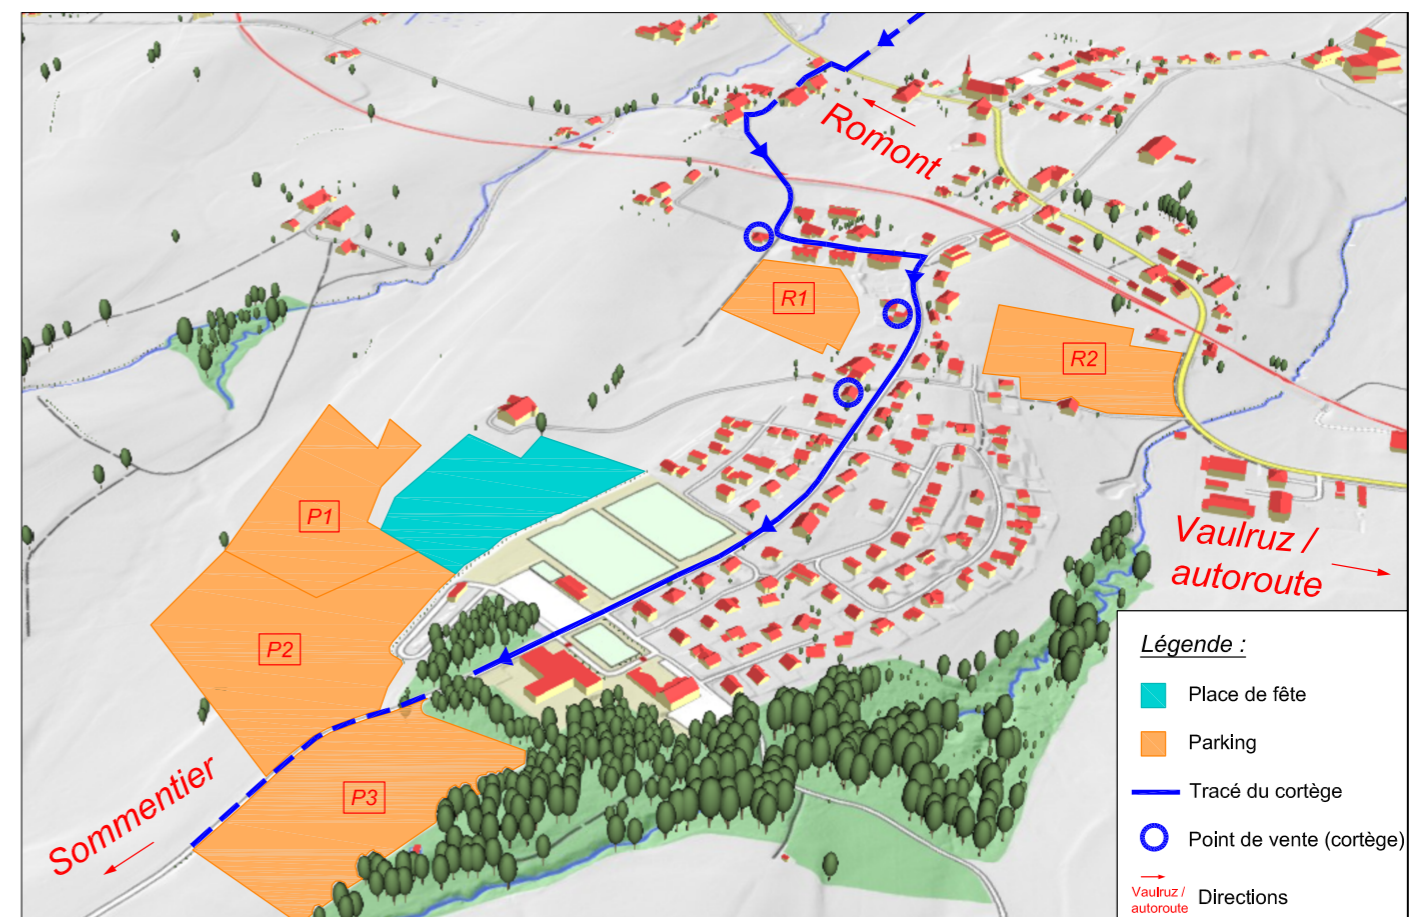 Romont
R1
R2
P1
Vaulruz /
autoroute
P2
P3
Sommentier
Légende :
Place de fête
Parking
Tracé du cortège
Point de vente (cortège)
Vaulruz /
autoroute
Directions